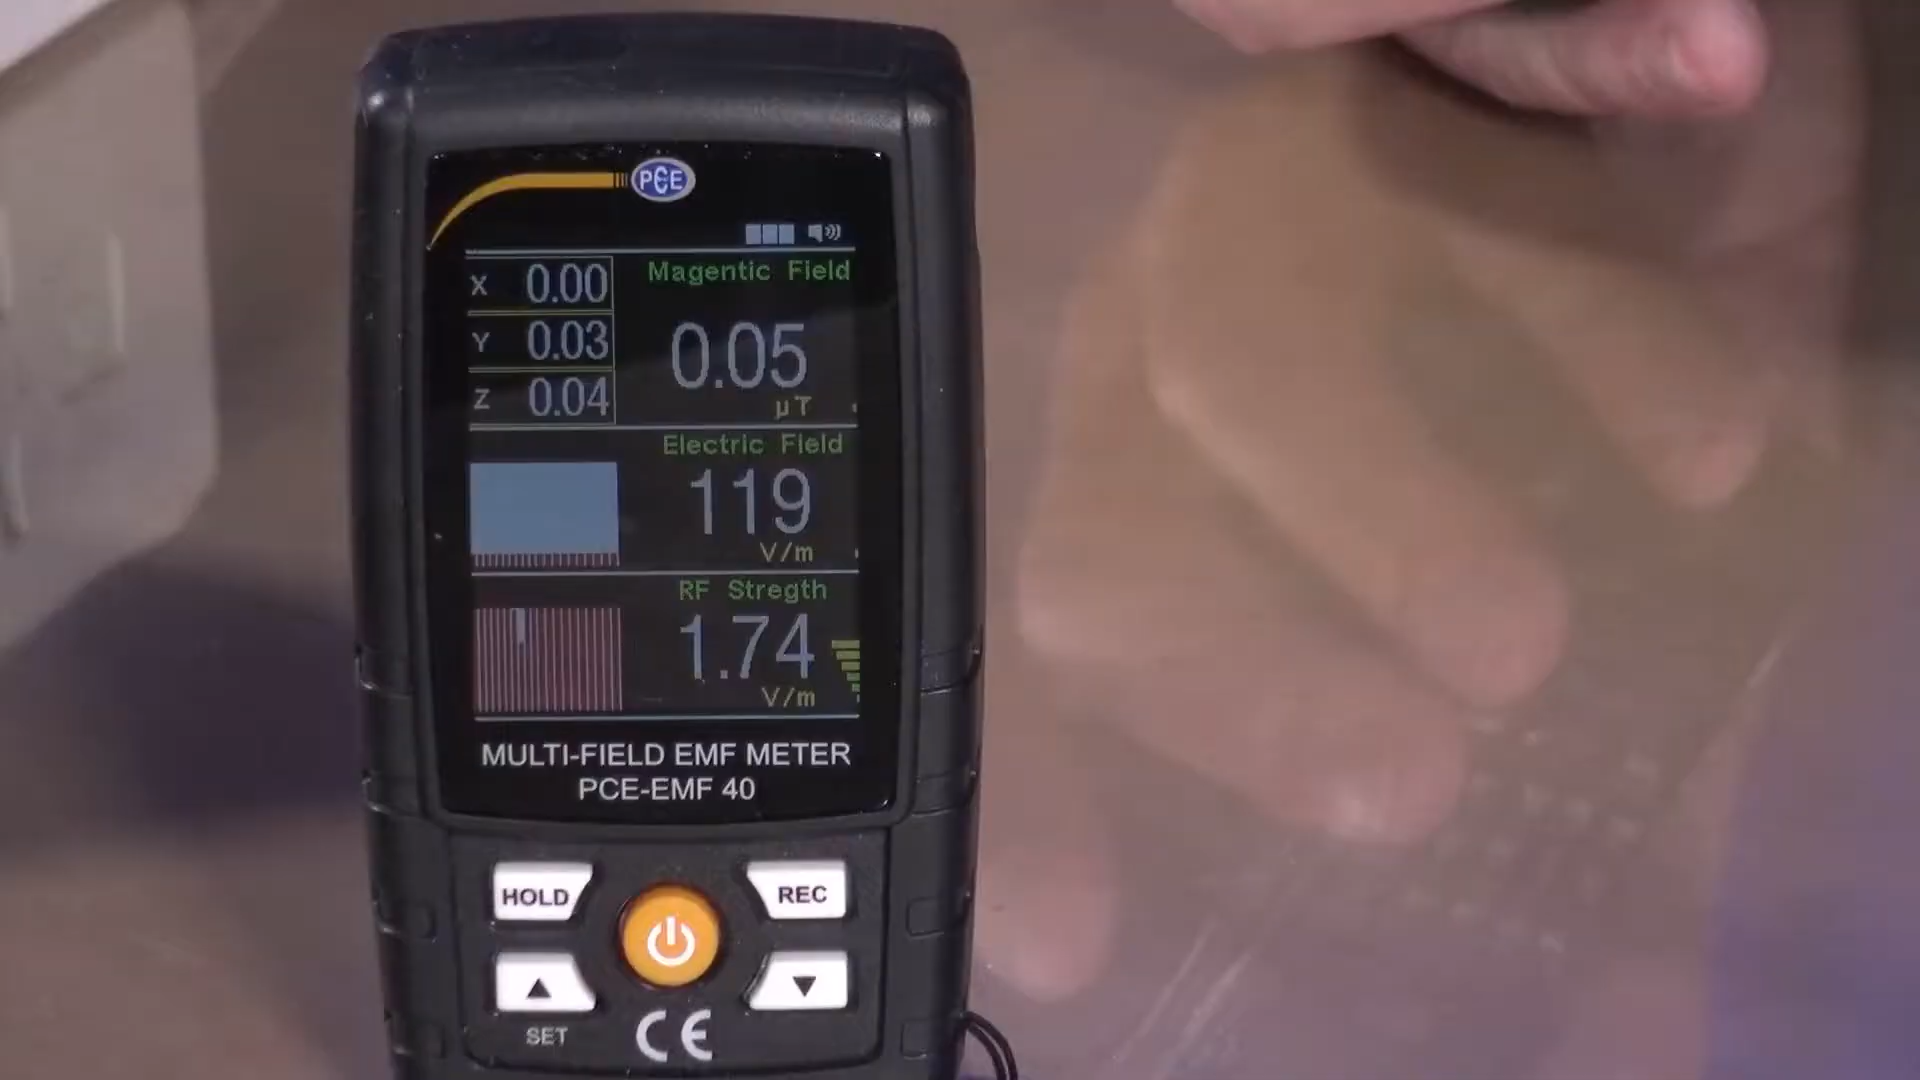 PCE
X 0.00
Magentic Field
Y 0.03
0.05
Z 0.04
µT
Electric Field
119
V/m
RF Stregth
1.74
V/m
MULTI-FIELD EMF METER
PCE-EMF 40
HOLD
REC
SET
CE